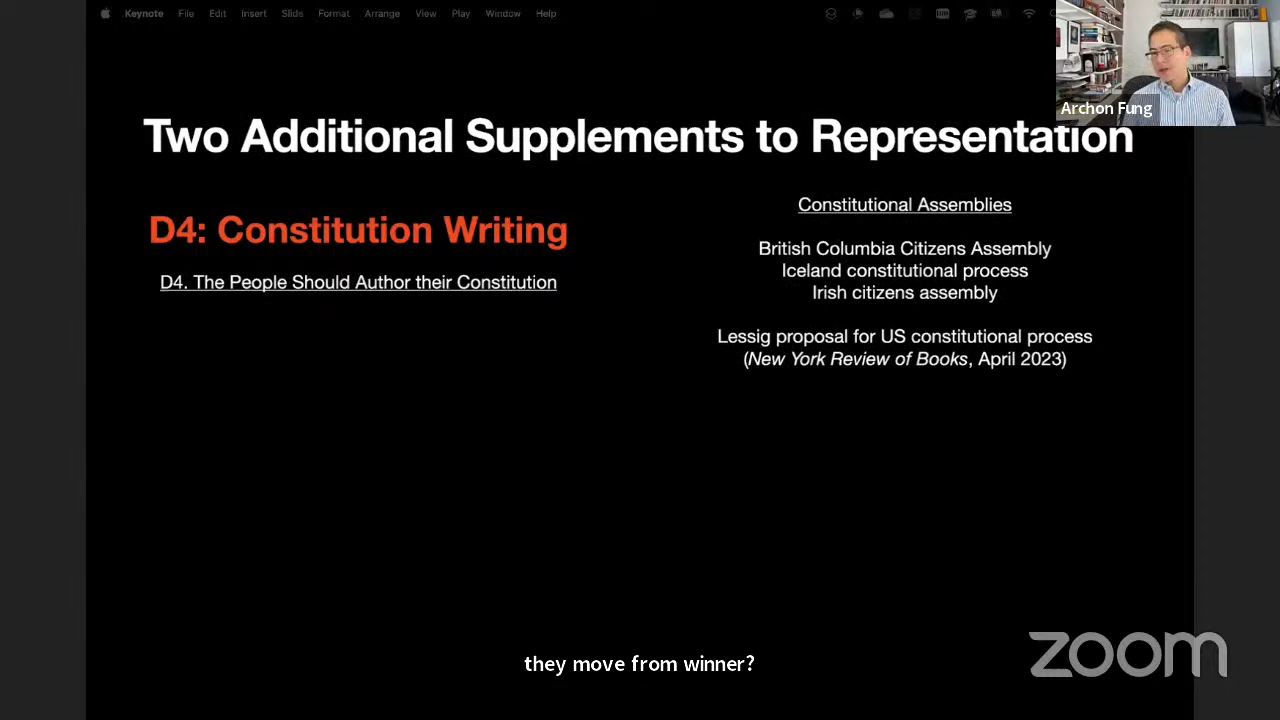 Keynote File Edit Insert Slide Format Arrange View Play Window Help
Archon Fung
Two Additional Supplements to Representation
D4: Constitution Writing
D4. The People Should Author their Constitution
Constitutional Assemblies
British Columbia Citizens Assembly
Iceland constitutional process
Irish citizens assembly
Lessig proposal for US constitutional process
(New York Review of Books, April 2023)
they move from winner?
zoom